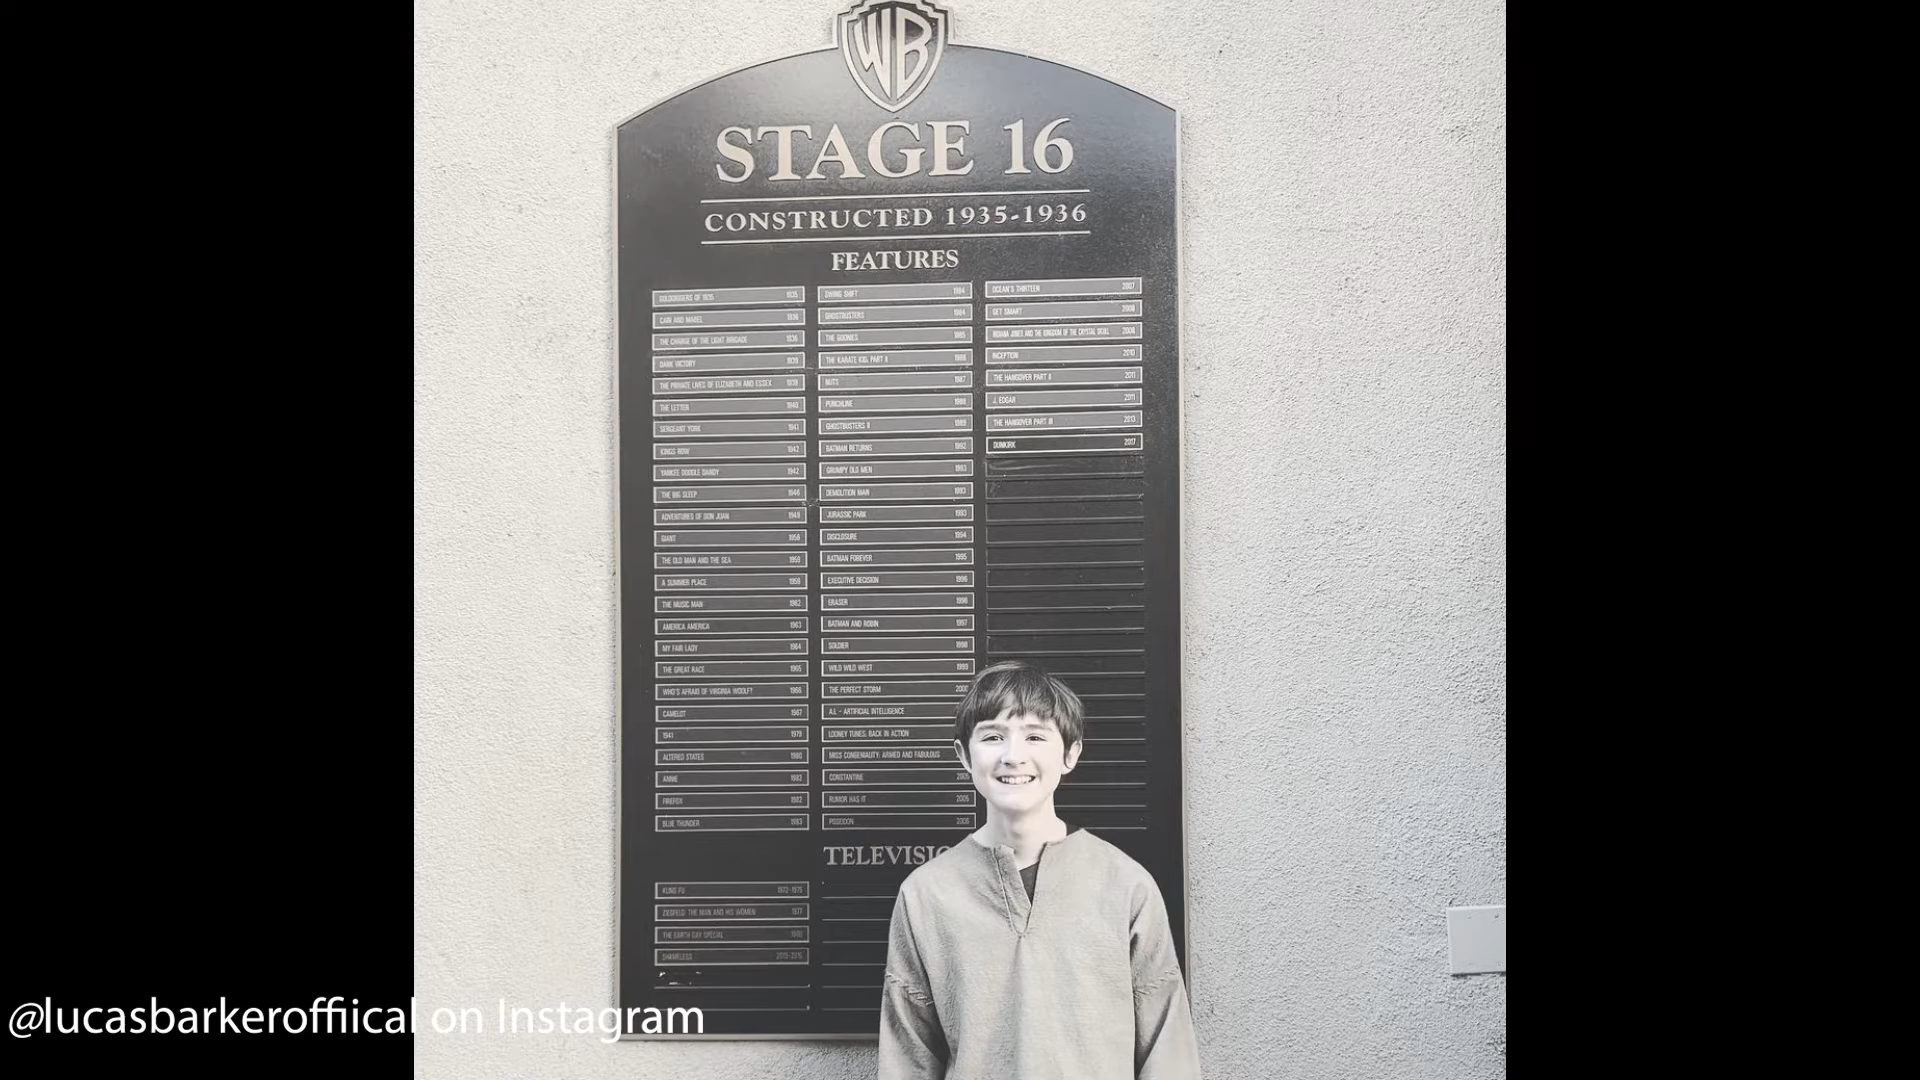 WB
STAGE 16
CONSTRUCTED 1935-1936
FEATURES
GOLDDIGGERS OF 1935 1935
CAIN AND MABEL 1936
THE CHARGE OF THE LIGHT BRIGADE 1936
DARK VICTORY 1939
THE PRIVATE LIVES OF ELIZABETH AND ESSEX 1939
THE LETTER 1940
SERGEANT YORK 1941
KINGS ROW 1942
YANKEE DOODLE DANDY 1942
THE BIG SLEEP 1946
ADVENTURES OF DON JUAN 1948
GIANT 1956
THE OLD MAN AND THE SEA 1958
A SUMMER PLACE 1959
THE MUSIC MAN 1962
AMERICA AMERICA 1963
MY FAIR LADY 1964
THE GREAT RACE 1965
WHO'S AFRAID OF VIRGINIA WOOLF? 1966
CAMELOT 1967
1941 1979
ALTERED STATES 1980
ANNIE 1982
FIREFOX 1982
BLUE THUNDER 1983
SWING SHIFT 1984
GHOSTBUSTERS 1984
THE GOONIES 1985
THE KARATE KID, PART II 1986
NUTS 1987
PUNCHLINE 1988
GHOSTBUSTERS II 1989
BATMAN RETURNS 1992
GRUMPY OLD MEN 1993
DEMOLITION MAN 1993
JURASSIC PARK 1993
DISCLOSURE 1994
BATMAN FOREVER 1995
EXECUTIVE DECISION 1996
ERASER 1996
BATMAN AND ROBIN 1997
SOLDIER 1998
WILD WILD WEST 1999
THE PERFECT STORM
A.I. - ARTIFICIAL INTELLIGENCE
LOONEY TUNES: BACK IN ACTION
MISS CONGENIALITY: ARMED AND FABULOUS
CONSTANTINE 2005
RUMOR HAS IT 2005
POSEIDON 2006
OCEAN'S THIRTEEN 2007
GET SMART 2008
INDIANA JONES AND THE KINGDOM OF THE CRYSTAL SKULL 2008
INCEPTION 2010
THE HANGOVER PART II 2011
J. EDGAR 2011
THE HANGOVER PART III 2013
DUNKIRK 2017
TELEVISIO
KUNG FU 1972-1975
ZIEGFELD: THE MAN AND HIS WOMEN 1977
THE EARTH DAY SPECIAL 1990
SHAMELESS
@lucasbarkeroffiical on Instagram